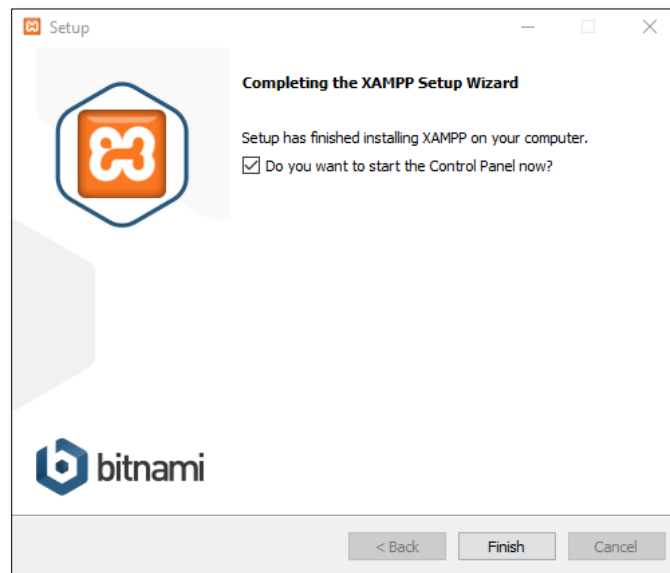 Setup
Completing the XAMPP Setup Wizard
Setup has finished installing XAMPP on your computer.
Do you want to start the Control Panel now?
bitnami
< Back
Finish
Cancel